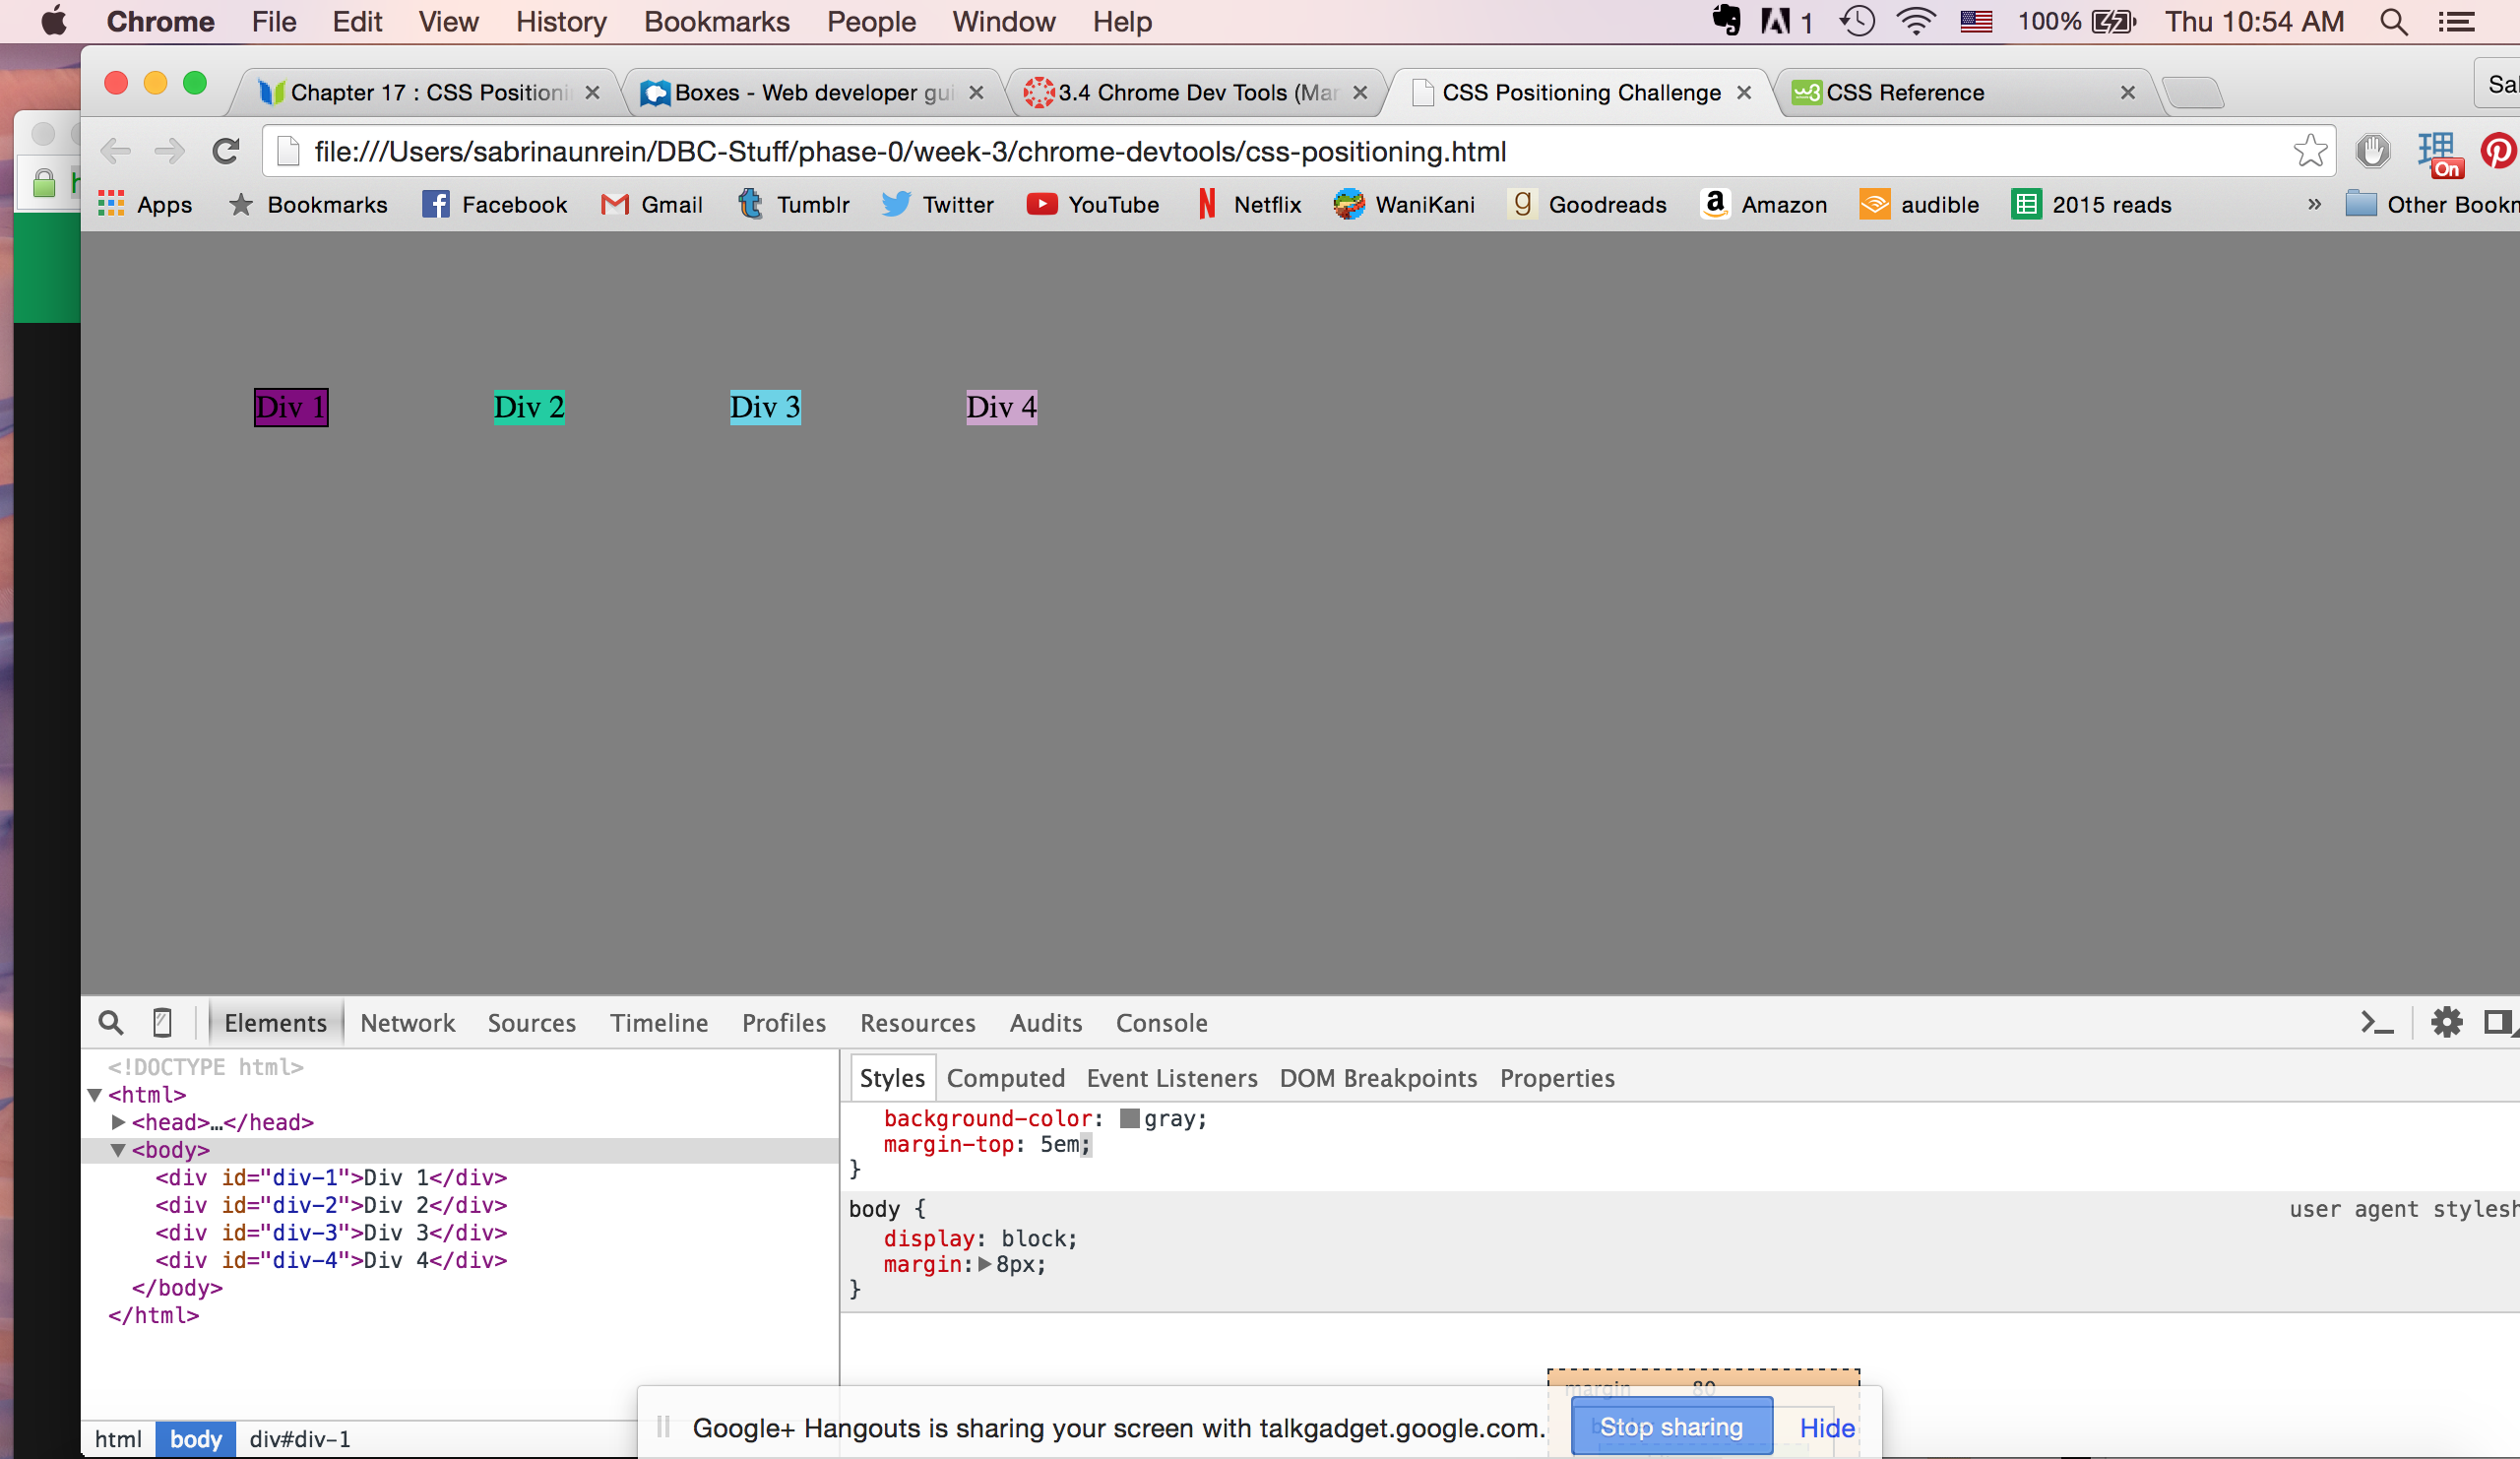 Chrome File Edit View History Bookmarks People Window Help 1 100% Thu 10:54 AM
Chapter 17 : CSS Positioni Boxes - Web developer gui 3.4 Chrome Dev Tools (Mar CSS Positioning Challenge w3 CSS Reference Sal
file:///Users/sabrinaunrein/DBC-Stuff/phase-0/week-3/chrome-devtools/css-positioning.html 理 On
Apps Bookmarks Facebook Gmail Tumblr Twitter YouTube Netflix WaniKani Goodreads Amazon audible 2015 reads » Other Bookm
Div 1 Div 2 Div 3 Div 4
Elements Network Sources Timeline Profiles Resources Audits Console
<!DOCTYPE html>
<html>
<head>…</head>
<body>
<div id="div-1">Div 1</div>
<div id="div-2">Div 2</div>
<div id="div-3">Div 3</div>
<div id="div-4">Div 4</div>
</body>
</html>
html body div#div-1
Styles Computed Event Listeners DOM Breakpoints Properties
background-color: gray;
margin-top: 5em;
}
body { user agent stylesh
display: block;
margin: 8px;
}
margin 80
Google+ Hangouts is sharing your screen with talkgadget.google.com. Stop sharing Hide